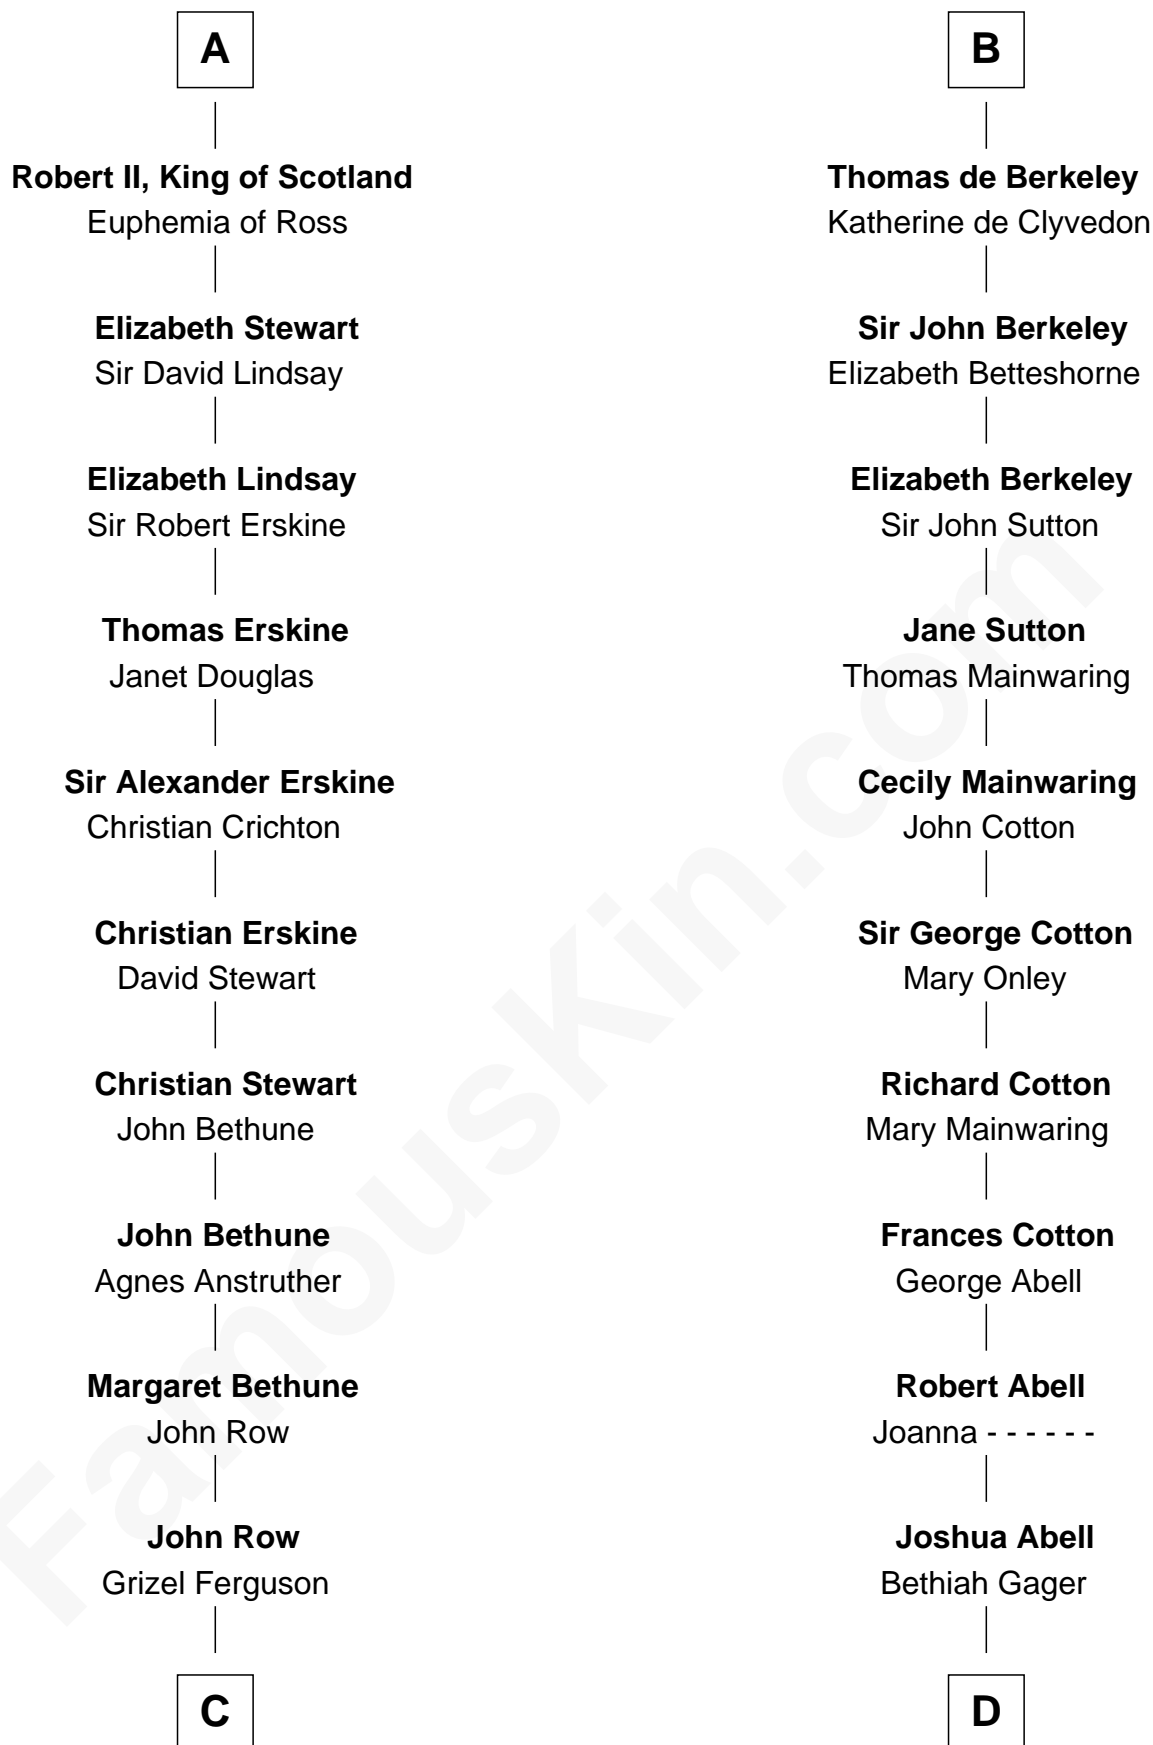 A
Robert II, King of Scotland
Euphemia of Ross
Elizabeth Stewart
Sir David Lindsay
Elizabeth Lindsay
Sir Robert Erskine
Thomas Erskine
Janet Douglas
Sir Alexander Erskine
Christian Crichton
Christian Erskine
David Stewart
Christian Stewart
John Bethune
John Bethune
Agnes Anstruther
Margaret Bethune
John Row
John Row
Grizel Ferguson
C
B
Thomas de Berkeley
Katherine de Clyvedon
Sir John Berkeley
Elizabeth Betteshorne
Elizabeth Berkeley
Sir John Sutton
Jane Sutton
Thomas Mainwaring
Cecily Mainwaring
John Cotton
Sir George Cotton
Mary Onley
Richard Cotton
Mary Mainwaring
Frances Cotton
George Abell
Robert Abell
Joanna - - - - - -
Joshua Abell
Bethiah Gager
D
FamousKin.com